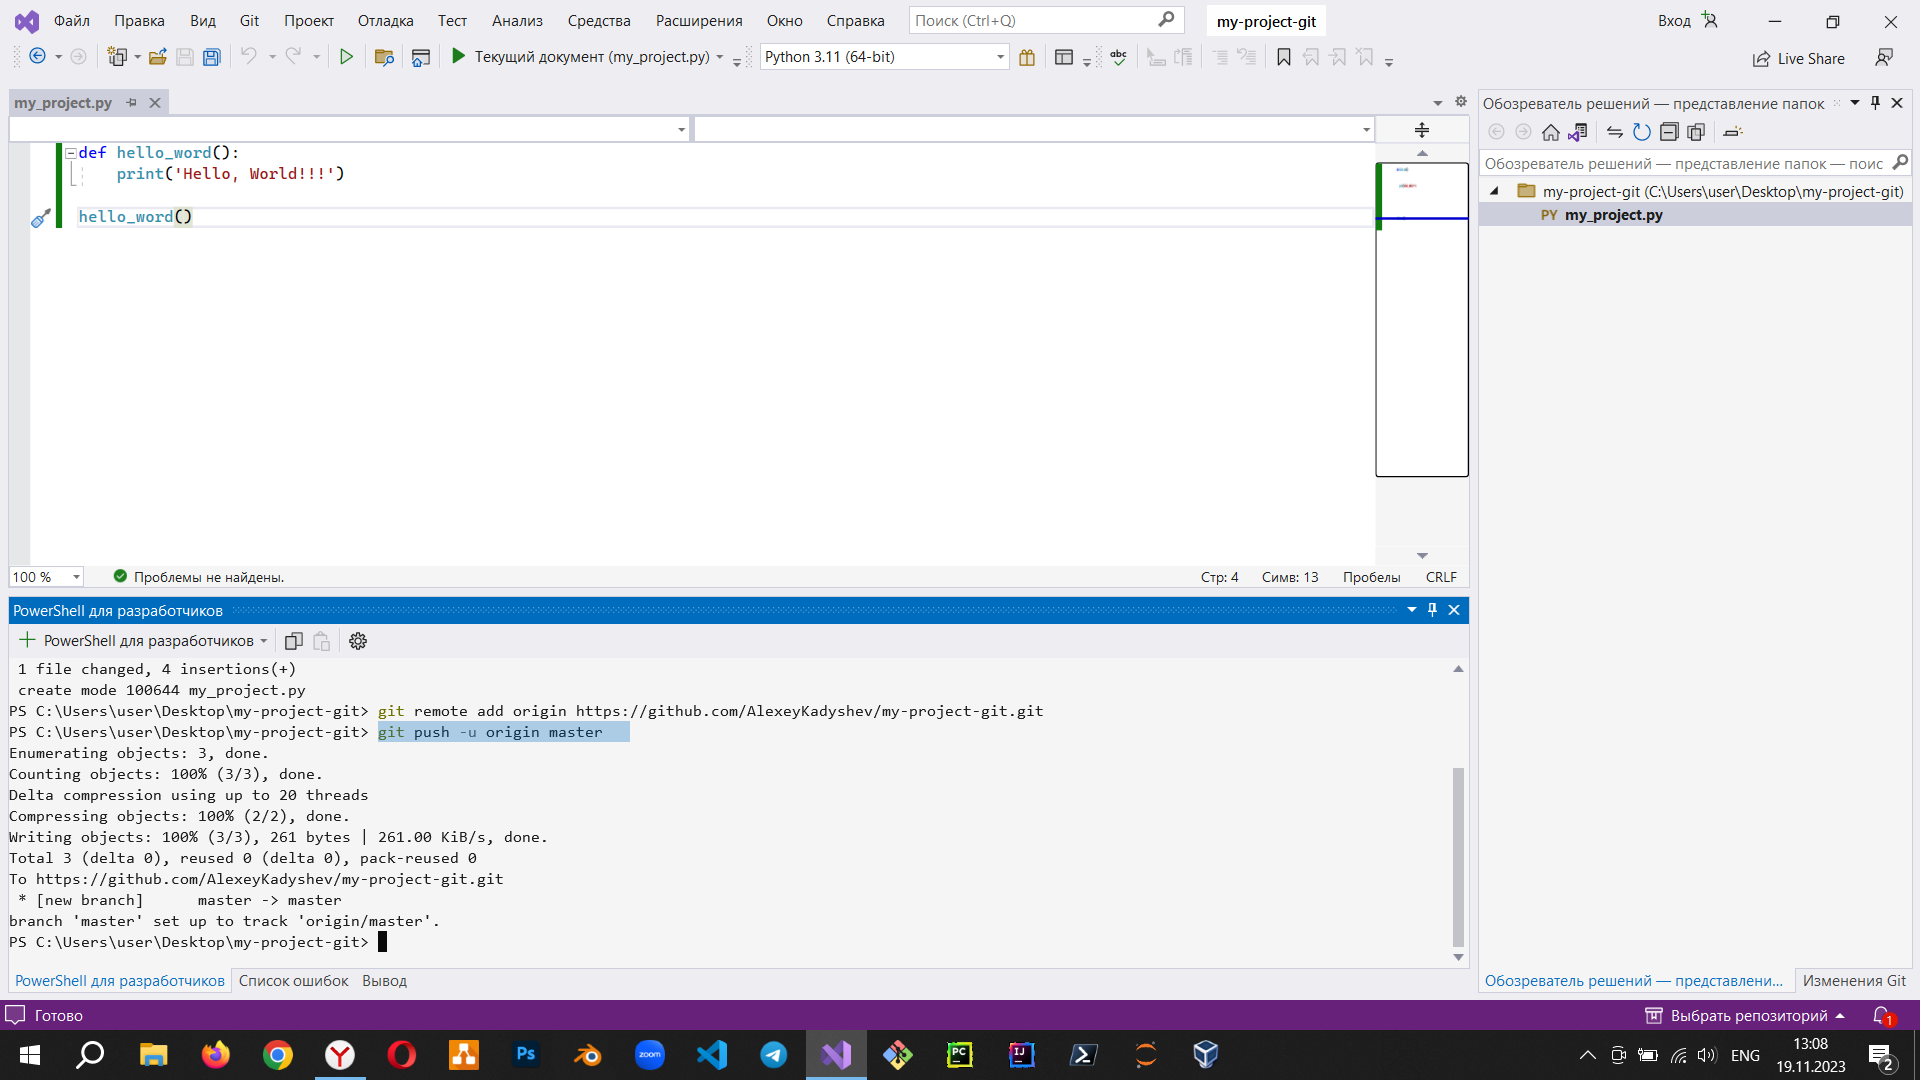 Файл Правка Вид Git Проект Отладка Тест Анализ Средства Расширения Окно Справка Поиск (Ctrl+Q) my-project-git Вход
Текущий документ (my_project.py) Python 3.11 (64-bit) abc Live Share
my_project.py
Обозреватель решений — представление папок
Обозреватель решений — представление папок — поис
my-project-git (C:\Users\user\Desktop\my-project-git)
PY my_project.py
def hello_word():
print('Hello, World!!!')
hello_word()
100 % Проблемы не найдены. Стр: 4 Симв: 13 Пробелы CRLF
PowerShell для разработчиков
PowerShell для разработчиков
1 file changed, 4 insertions(+)
create mode 100644 my_project.py
PS C:\Users\user\Desktop\my-project-git> git remote add origin https://github.com/AlexeyKadyshev/my-project-git.git
PS C:\Users\user\Desktop\my-project-git> git push -u origin master
Enumerating objects: 3, done.
Counting objects: 100% (3/3), done.
Delta compression using up to 20 threads
Compressing objects: 100% (2/2), done.
Writing objects: 100% (3/3), 261 bytes | 261.00 KiB/s, done.
Total 3 (delta 0), reused 0 (delta 0), pack-reused 0
To https://github.com/AlexeyKadyshev/my-project-git.git
* [new branch] master -> master
branch 'master' set up to track 'origin/master'.
PS C:\Users\user\Desktop\my-project-git>
PowerShell для разработчиков Список ошибок Вывод
Обозреватель решений — представлени... Изменения Git
Готово Выбрать репозиторий 1
Ps zoom PC IJ ENG 13:08
19.11.2023 2